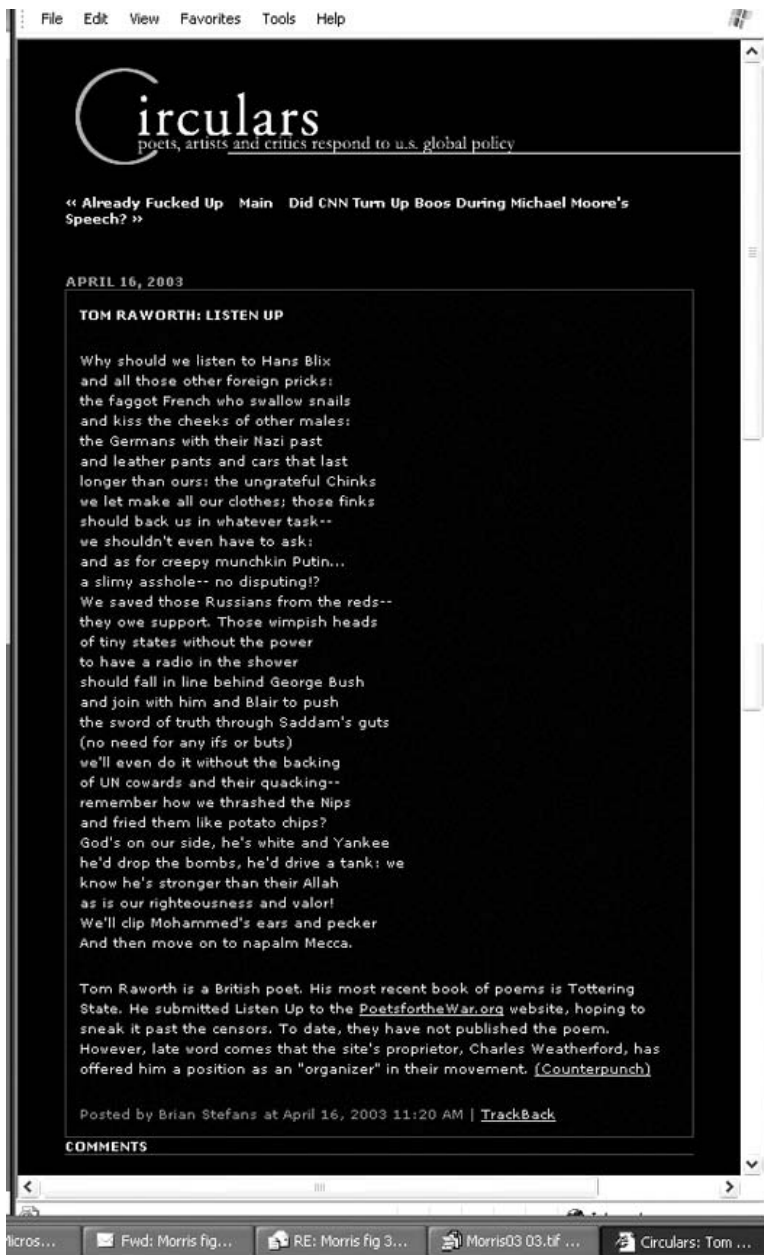 File Edit View Favorites Tools Help
Circulars
poets, artists and critics respond to u.s. global policy
« Already Fucked Up Main Did CNN Turn Up Boos During Michael Moore's
Speech? »
APRIL 16, 2003
TOM RAWORTH: LISTEN UP
Why should we listen to Hans Blix
and all those other foreign pricks:
the faggot French who swallow snails
and kiss the cheeks of other males:
the Germans with their Nazi past
and leather pants and cars that last
longer than ours: the ungrateful Chinks
we let make all our clothes; those finks
should back us in whatever task--
we shouldn't even have to ask:
and as for creepy munchkin Putin...
a slimy asshole-- no disputing!?
We saved those Russians from the reds--
they owe support. Those wimpish heads
of tiny states without the power
to have a radio in the shower
should fall in line behind George Bush
and join with him and Blair to push
the sword of truth through Saddam's guts
(no need for any ifs or buts)
we'll even do it without the backing
of UN cowards and their quacking--
remember how we thrashed the Nips
and fried them like potato chips?
God's on our side, he's white and Yankee
he'd drop the bombs, he'd drive a tank: we
know he's stronger than their Allah
as is our righteousness and valor!
We'll clip Mohammed's ears and pecker
And then move on to napalm Mecca.
Tom Raworth is a British poet. His most recent book of poems is Tottering
State. He submitted Listen Up to the PoetsfortheWar.org website, hoping to
sneak it past the censors. To date, they have not published the poem.
However, late word comes that the site's proprietor, Charles Weatherford, has
offered him a position as an "organizer" in their movement. (Counterpunch)
Posted by Brian Stefans at April 16, 2003 11:20 AM | TrackBack
COMMENTS
Micros... Fwd: Morris fig... RE: Morris fig 3... Morris03 03.tif ... Circulars: Tom ...